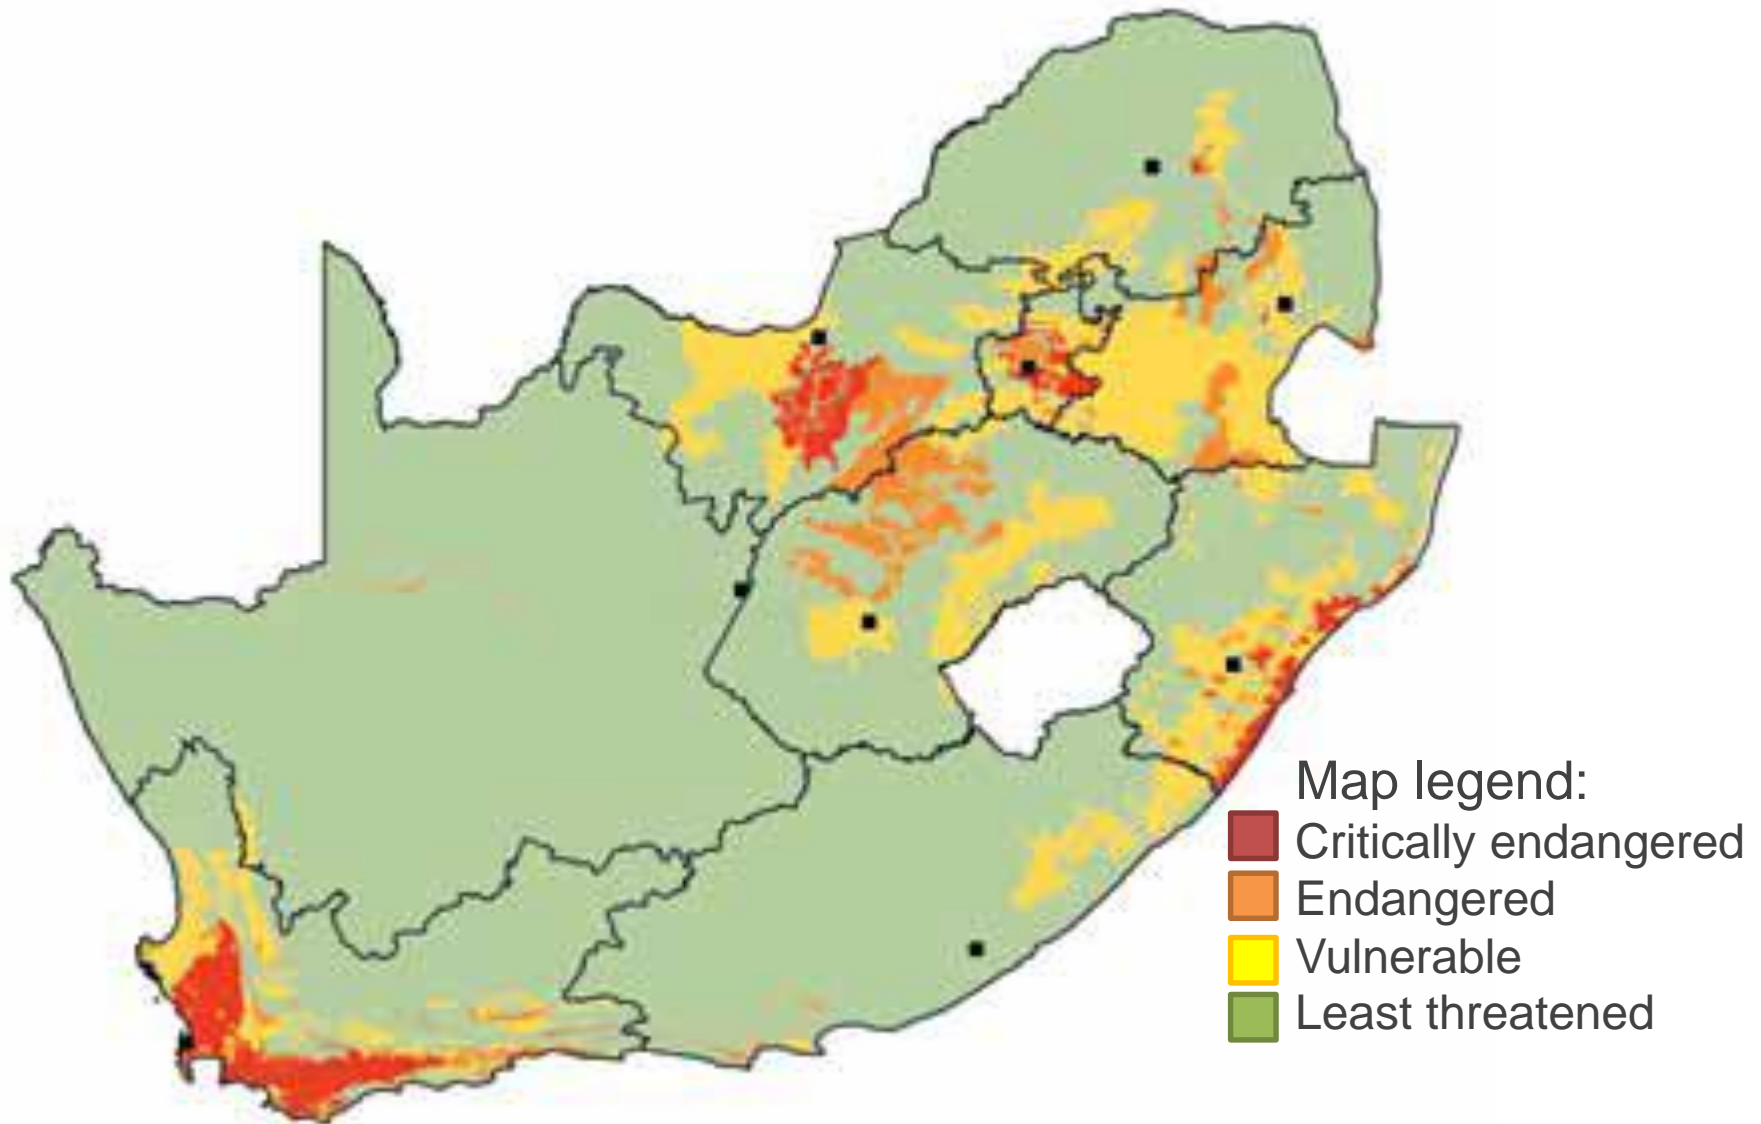 Map legend:
Critically endangered
Endangered
Vulnerable
Least threatened